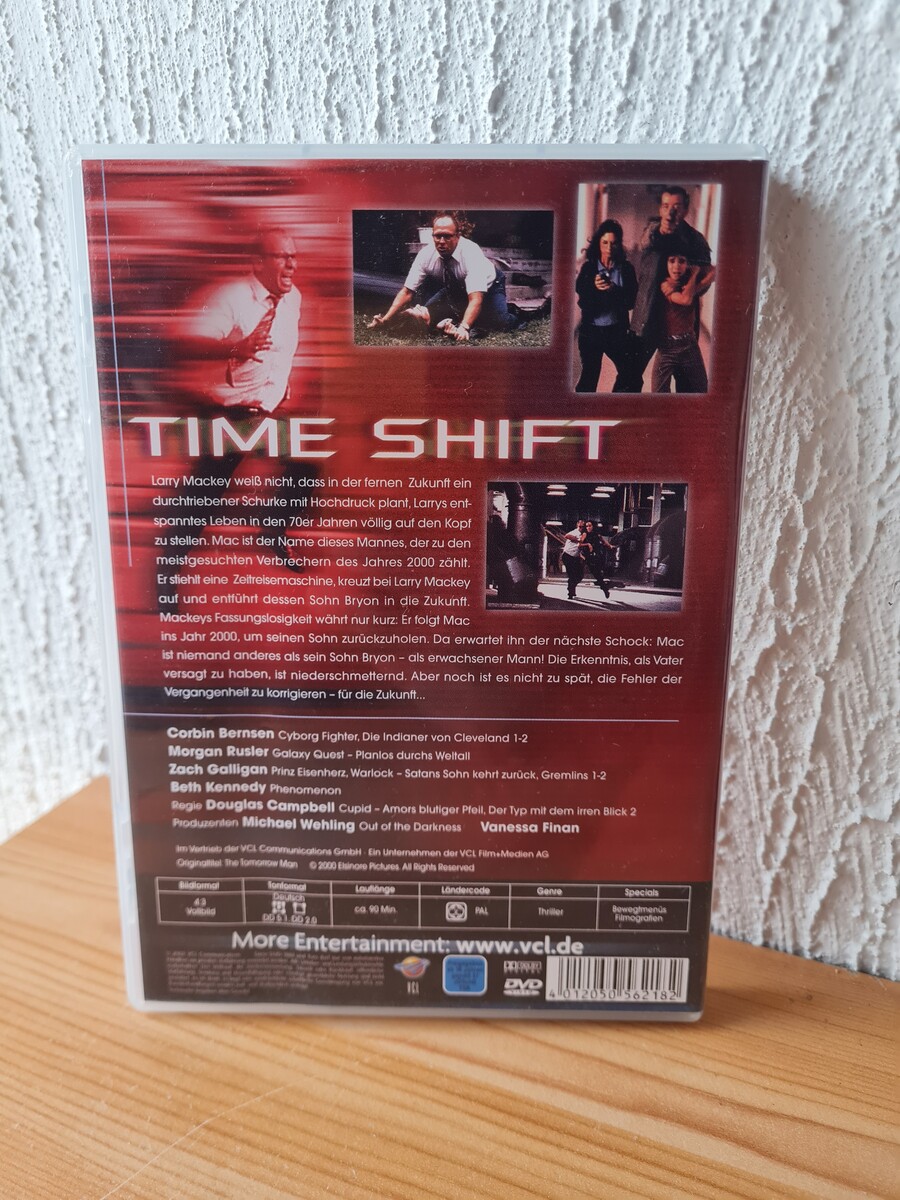 TIME SHIFT
Larry Mackey weiß nicht, dass in der fernen Zukunft ein
durchtriebener Schurke mit Hochdruck plant, Larrys ent-
spanntes Leben in den 70er Jahren völlig auf den Kopf
zu stellen. Mac ist der Name dieses Mannes, der zu den
meistgesuchten Verbrechern des Jahres 2000 zählt.
Er stiehlt eine Zeitreisemaschine, kreuzt bei Larry Mackey
auf und entführt dessen Sohn Bryon in die Zukunft.
Mackeys Fassungslosigkeit währt nur kurz: Er folgt Mac
ins Jahr 2000, um seinen Sohn zurückzuholen. Da erwartet ihn der nächste Schock: Mac
ist niemand anderes als sein Sohn Bryon – als erwachsener Mann! Die Erkenntnis, als Vater
versagt zu haben, ist niederschmetternd. Aber noch ist es nicht zu spät, die Fehler der
Vergangenheit zu korrigieren – für die Zukunft...
Corbin Bernsen Cyborg Fighter, Die Indianer von Cleveland 1-2
Morgan Rusler Galaxy Quest – Planlos durchs Weltall
Zach Galligan Prinz Eisenherz, Warlock – Satans Sohn kehrt zurück, Gremlins 1-2
Beth Kennedy Phenomenon
Regie Douglas Campbell Cupid – Amors blutiger Pfeil, Der Typ mit dem irren Blick 2
Produzenten Michael Wehling Out of the Darkness Vanessa Finan
Im Vertrieb der VCL Communications GmbH · Ein Unternehmen der VCL Film+Medien AG
Originaltitel: The Tomorrow Man © 2000 Elsinore Pictures. All Rights Reserved
Bildformat Tonformat Lauflänge Ländercode Genre Specials
4:3 Vollbild Deutsch DD 5.1, DD 2.0 ca. 90 Min. PAL Thriller Bewegtmenüs Filmografien
More Entertainment: www.vcl.de
VCL
DOLBY
DVD
4 012050 562182